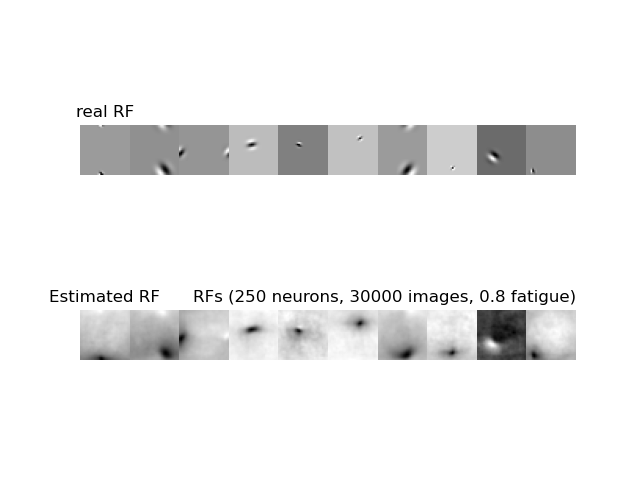 real RF
Estimated RF
RFs (250 neurons, 30000 images, 0.8 fatigue)